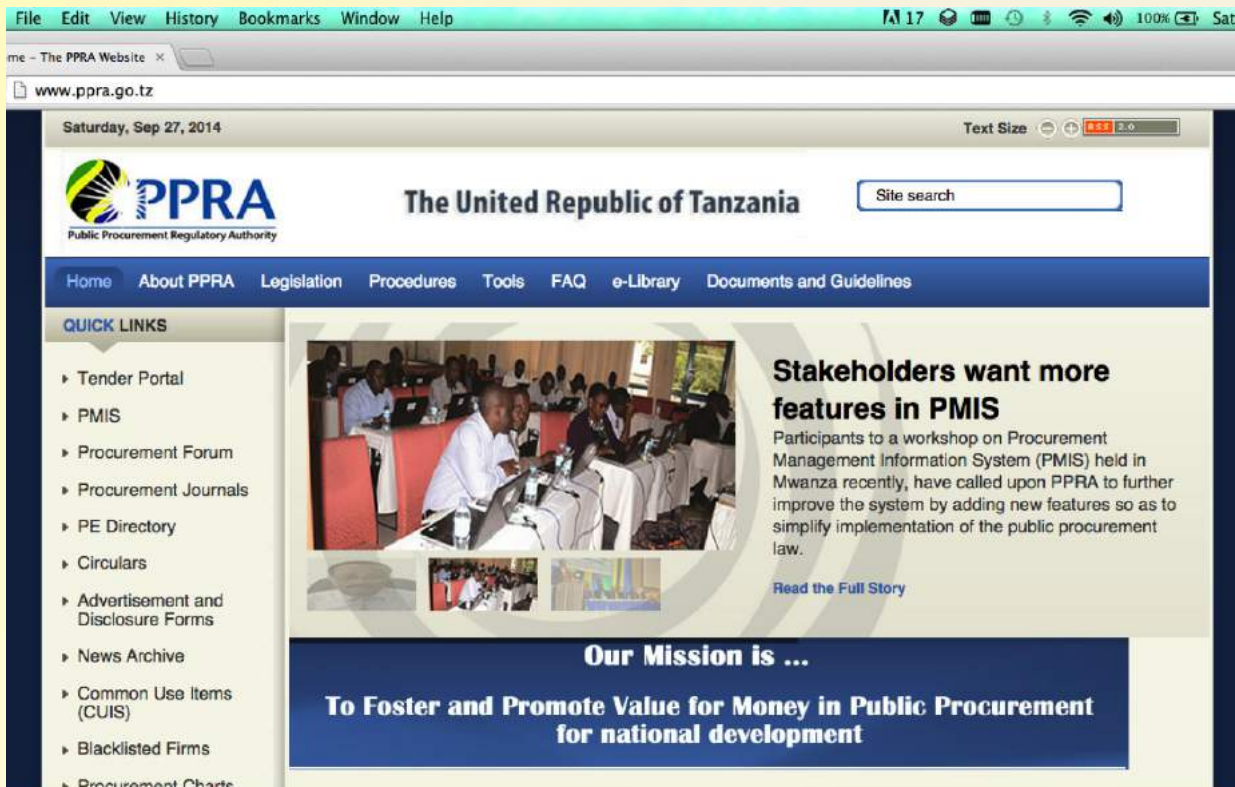 File Edit View History Bookmarks Window Help 17 100% Sat
me – The PPRA Website ×
www.ppra.go.tz
Saturday, Sep 27, 2014
Text Size RSS 2.0
PPRA
Public Procurement Regulatory Authority
The United Republic of Tanzania
Site search
Home About PPRA Legislation Procedures Tools FAQ e-Library Documents and Guidelines
QUICK LINKS
Tender Portal
PMIS
Procurement Forum
Procurement Journals
PE Directory
Circulars
Advertisement and
Disclosure Forms
News Archive
Common Use Items
(CUIS)
Blacklisted Firms
Procurement Charts
Stakeholders want more
features in PMIS
Participants to a workshop on Procurement
Management Information System (PMIS) held in
Mwanza recently, have called upon PPRA to further
improve the system by adding new features so as to
simplify implementation of the public procurement
law.
Read the Full Story
Our Mission is ...
To Foster and Promote Value for Money in Public Procurement
for national development